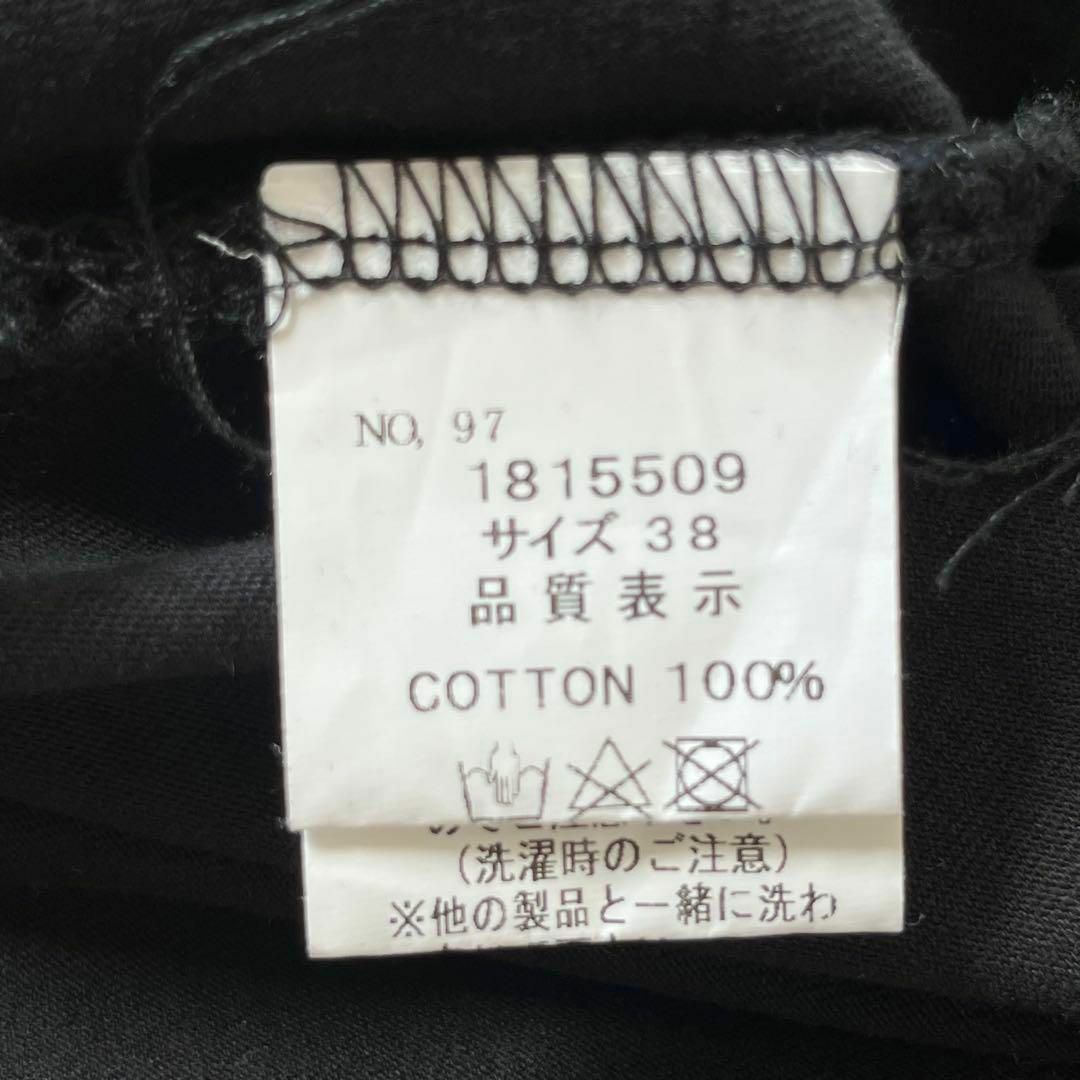 NO, 97
1815509
サイズ 38
品質表示
COTTON 100%
(洗濯時のご注意)
※他の製品と一緒に洗わ